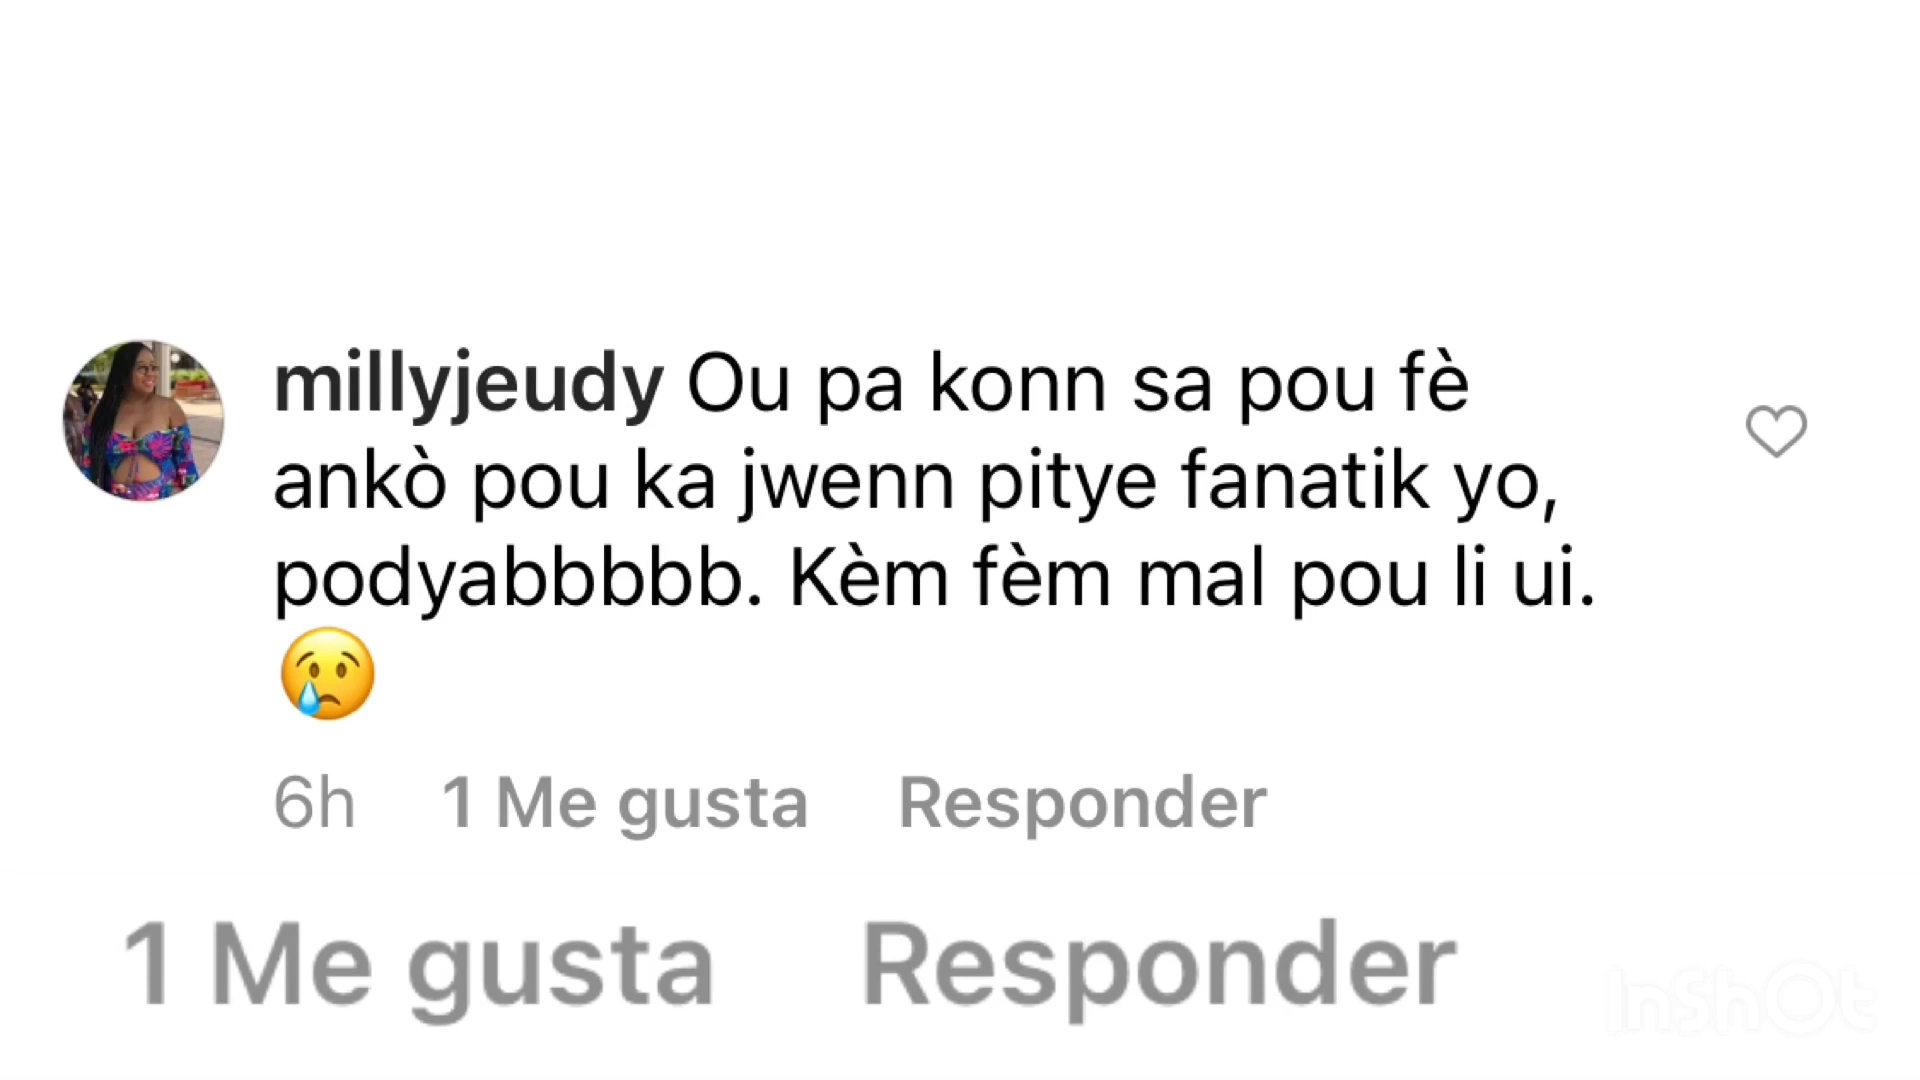 millyjeudy Ou pa konn sa pou fè
ankò pou ka jwenn pitye fanatik yo,
podyabbbbb. Kèm fèm mal pou li ui.
😢
6h 1 Me gusta Responder
1 Me gusta Responder
InShOt